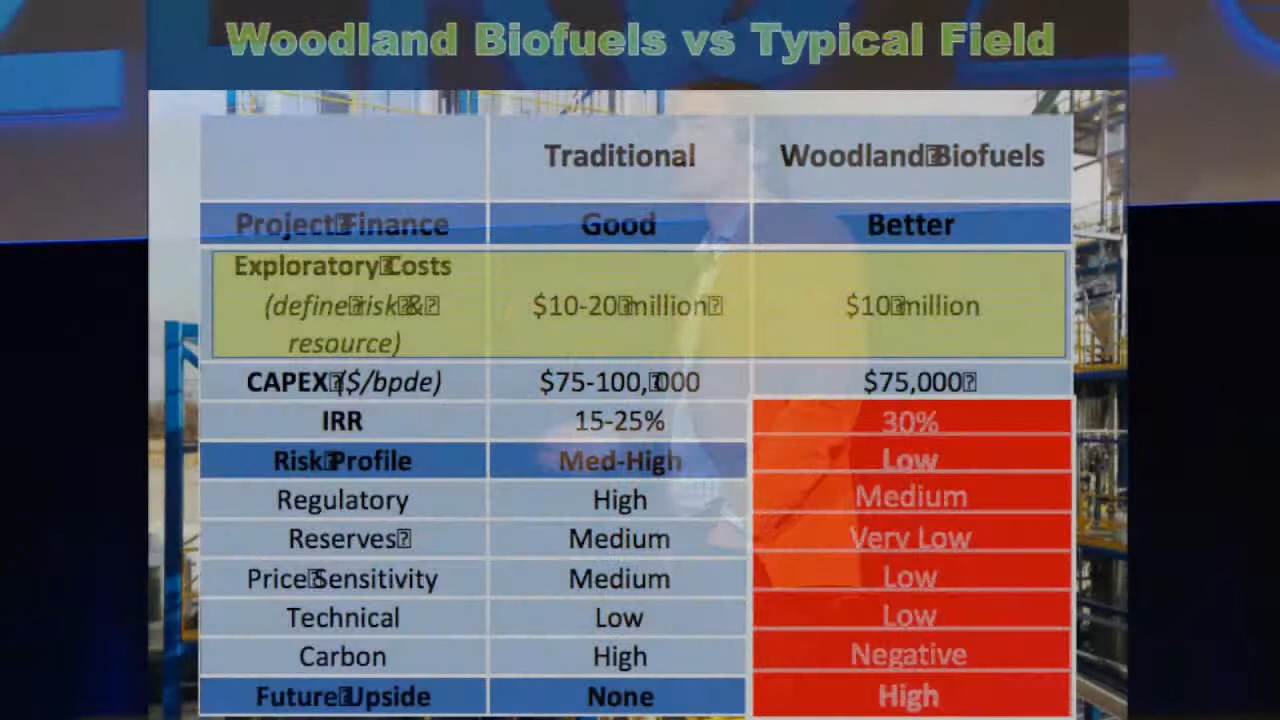 Woodland Biofuels vs Typical Field
Traditional Woodland Biofuels
Project Finance Good Better
Exploratory Costs
(define risk & $10-20 million $10 million
resource)
CAPEX ($/bpde) $75-100,000 $75,000
IRR 15-25% 30%
Risk Profile Med-High Low
Regulatory High Medium
Reserves Medium Very Low
Price Sensitivity Medium Low
Technical Low Low
Carbon High Negative
Future Upside None High